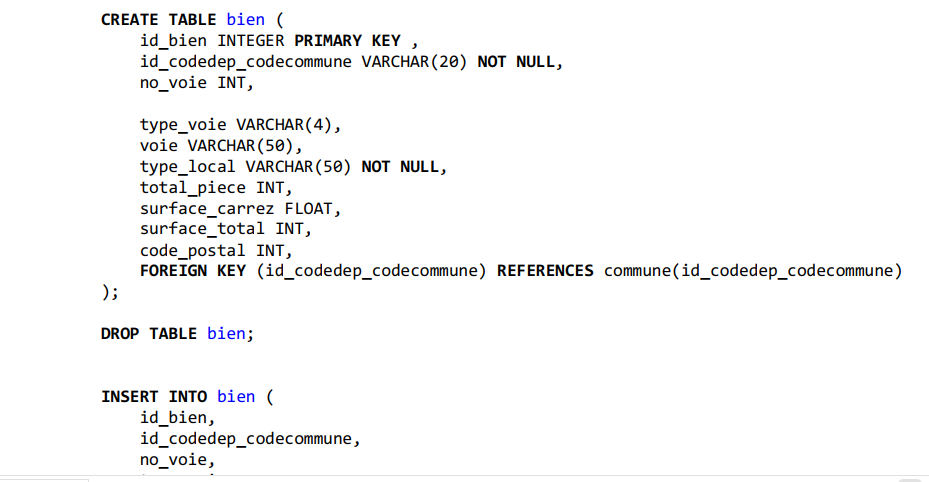 CREATE TABLE bien (
id_bien INTEGER PRIMARY KEY ,
id_codedep_codecommune VARCHAR(20) NOT NULL,
no_voie INT,
type_voie VARCHAR(4),
voie VARCHAR(50),
type_local VARCHAR(50) NOT NULL,
total_piece INT,
surface_carrez FLOAT,
surface_total INT,
code_postal INT,
FOREIGN KEY (id_codedep_codecommune) REFERENCES commune(id_codedep_codecommune)
);
DROP TABLE bien;
INSERT INTO bien (
id_bien,
id_codedep_codecommune,
no_voie,